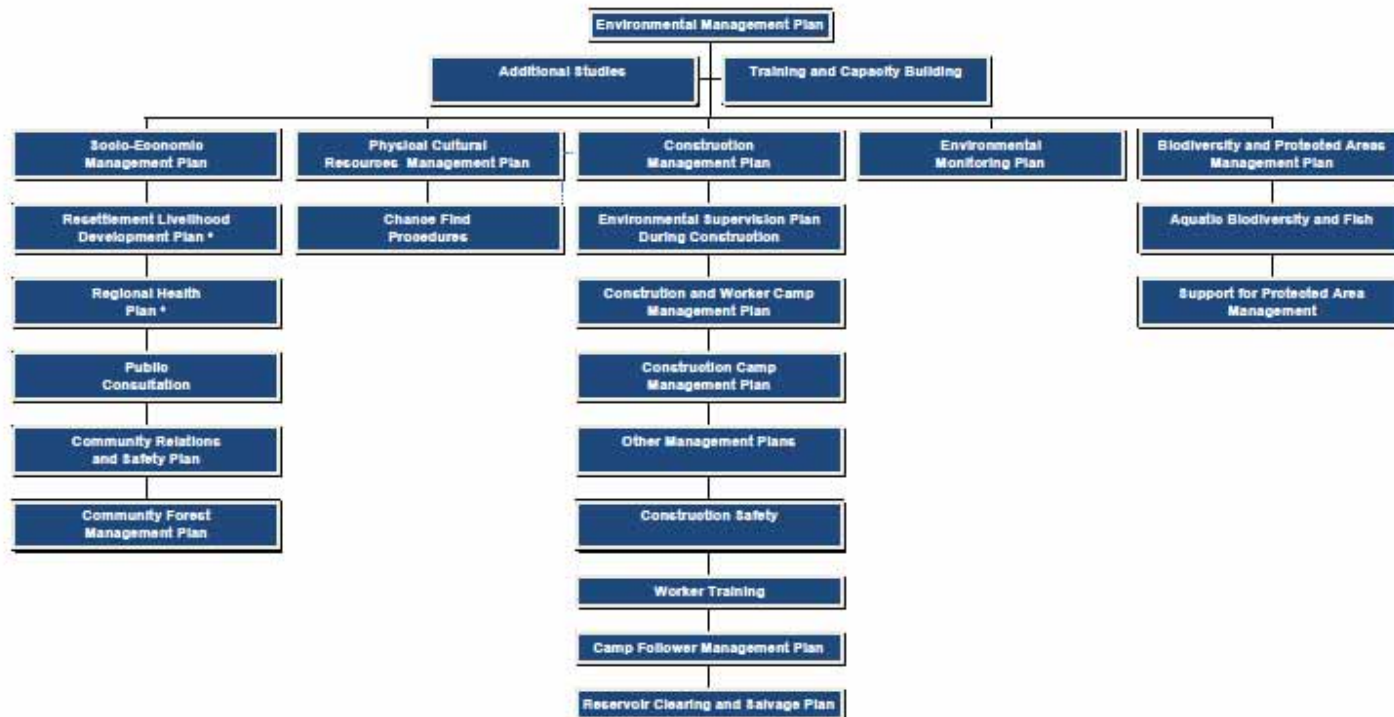 Environmental Management Plan
Additional Studies
Training and Capacity Building
Socio-Economic
Management Plan
Physical Cultural
Resources Management Plan
Construction
Management Plan
Environmental
Monitoring Plan
Biodiversity and Protected Areas
Management Plan
Resettlement Livelihood
Development Plan *
Chance Find
Procedures
Environmental Supervision Plan
During Construction
Aquatic Biodiversity and Fish
Regional Health
Plan *
Constrution and Worker Camp
Management Plan
Support for Protected Area
Management
Public
Consultation
Construction Camp
Management Plan
Community Relations
and Safety Plan
Other Management Plans
Community Forest
Management Plan
Construction Safety
Worker Training
Camp Follower Management Plan
Reservoir Clearing and Salvage Plan